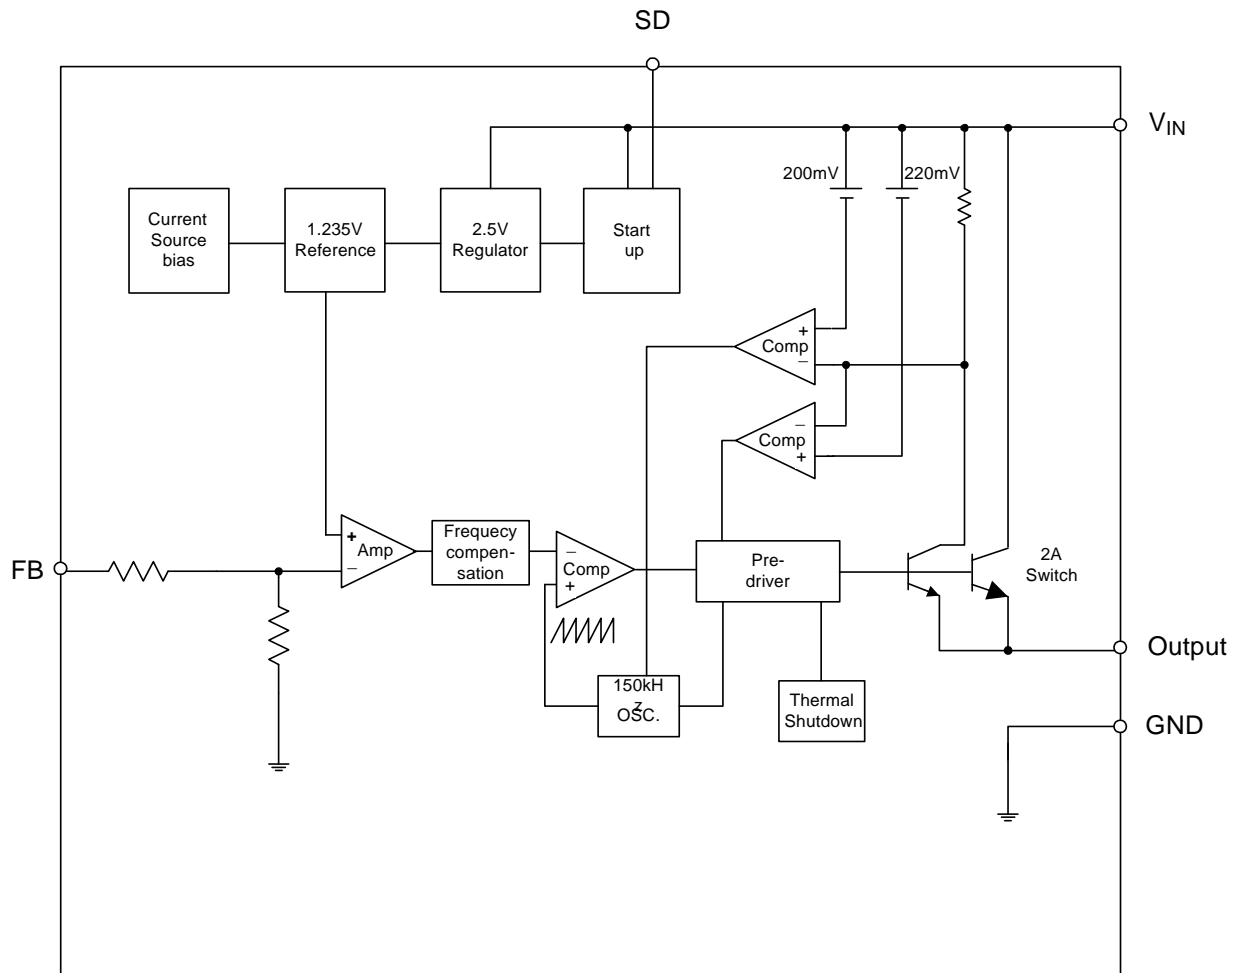 SD
V_IN
200mV
220mV
Current
Source
bias
1.235V
Reference
2.5V
Regulator
Start
up
+
Comp
−
−
Comp
+
FB
+
Amp
−
Frequecy
compen-
sation
−
Comp
+
Pre-
driver
2A
Switch
Output
150kH
z
OSC.
Thermal
Shutdown
GND